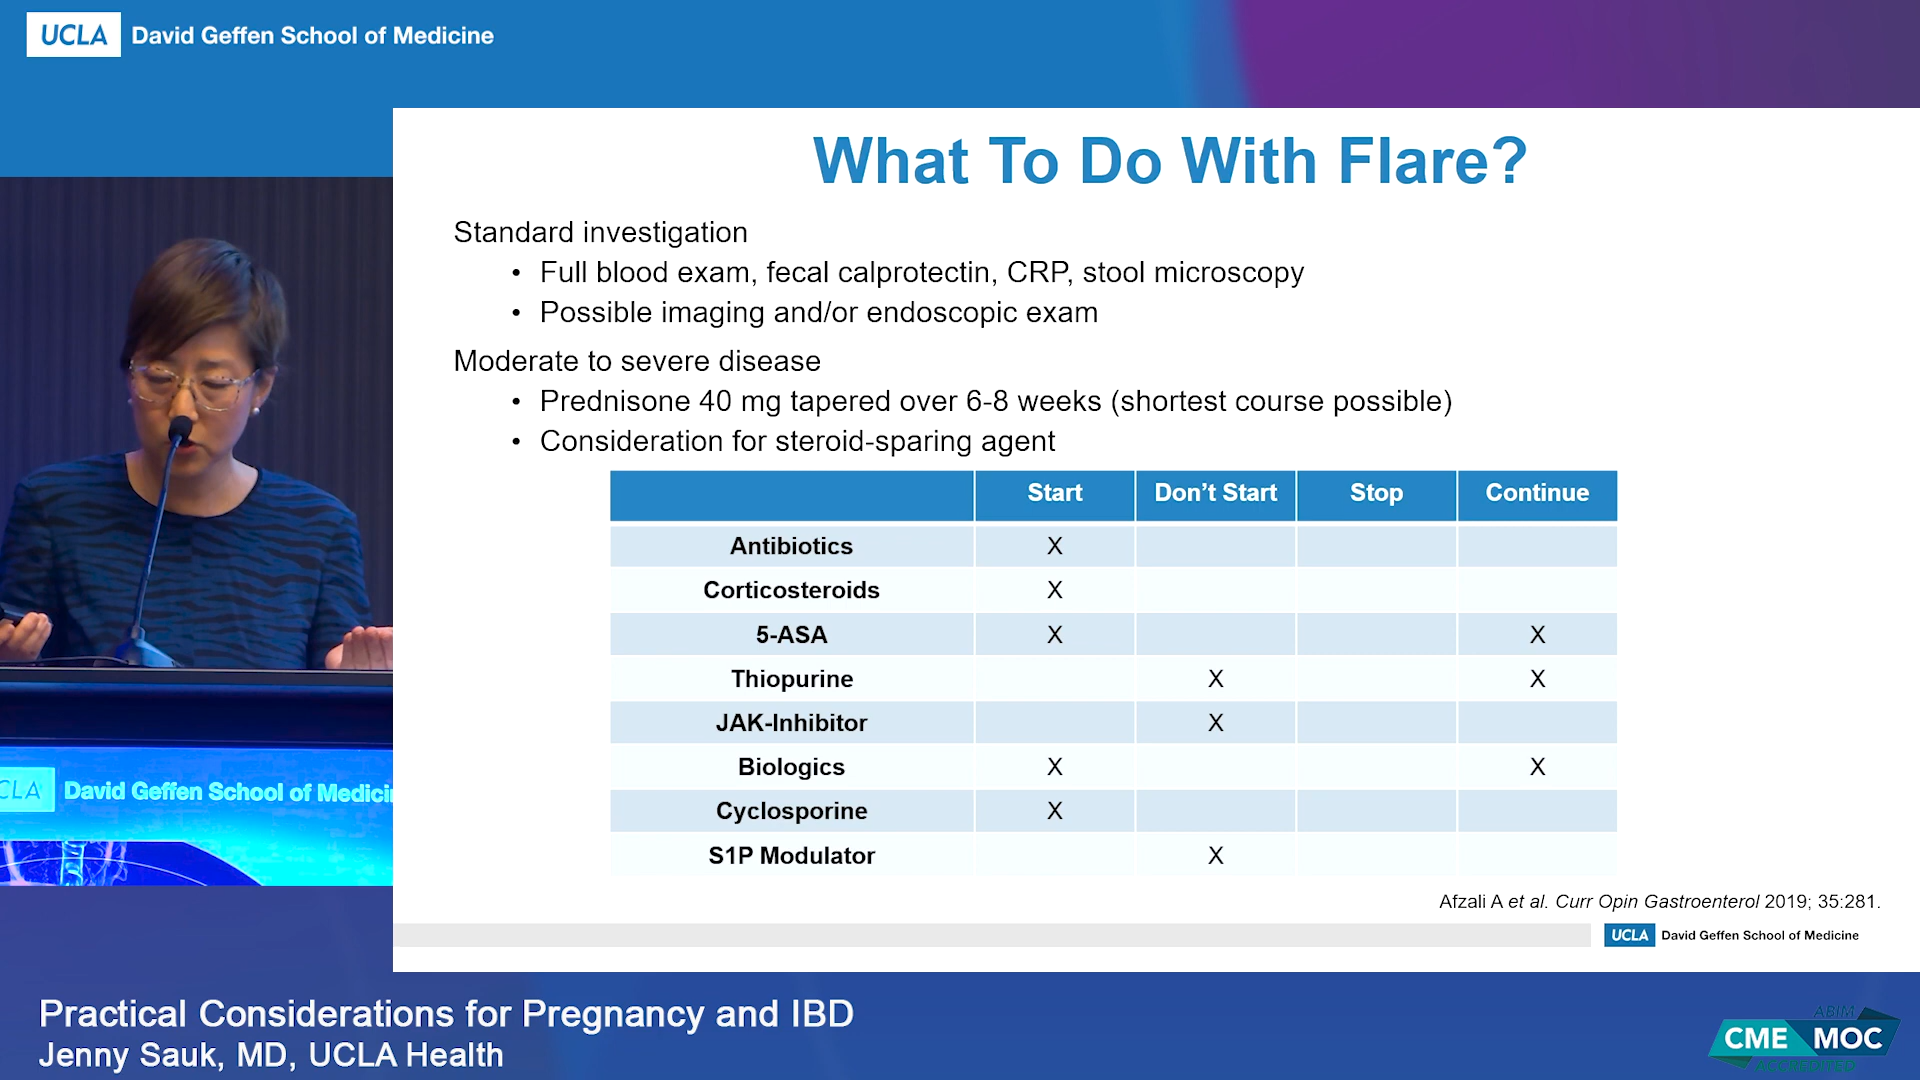 UCLA David Geffen School of Medicine
What To Do With Flare?
Standard investigation
• Full blood exam, fecal calprotectin, CRP, stool microscopy
• Possible imaging and/or endoscopic exam
Moderate to severe disease
• Prednisone 40 mg tapered over 6-8 weeks (shortest course possible)
• Consideration for steroid-sparing agent
Start Don't Start Stop Continue
Antibiotics X
Corticosteroids X
5-ASA X X
Thiopurine X X
JAK-Inhibitor X
Biologics X X
Cyclosporine X
S1P Modulator X
Afzali A et al. Curr Opin Gastroenterol 2019; 35:281.
UCLA David Geffen School of Medicine
CLA David Geffen School of Medici
Practical Considerations for Pregnancy and IBD
Jenny Sauk, MD, UCLA Health
ABIM
CME MOC
ACCREDITED